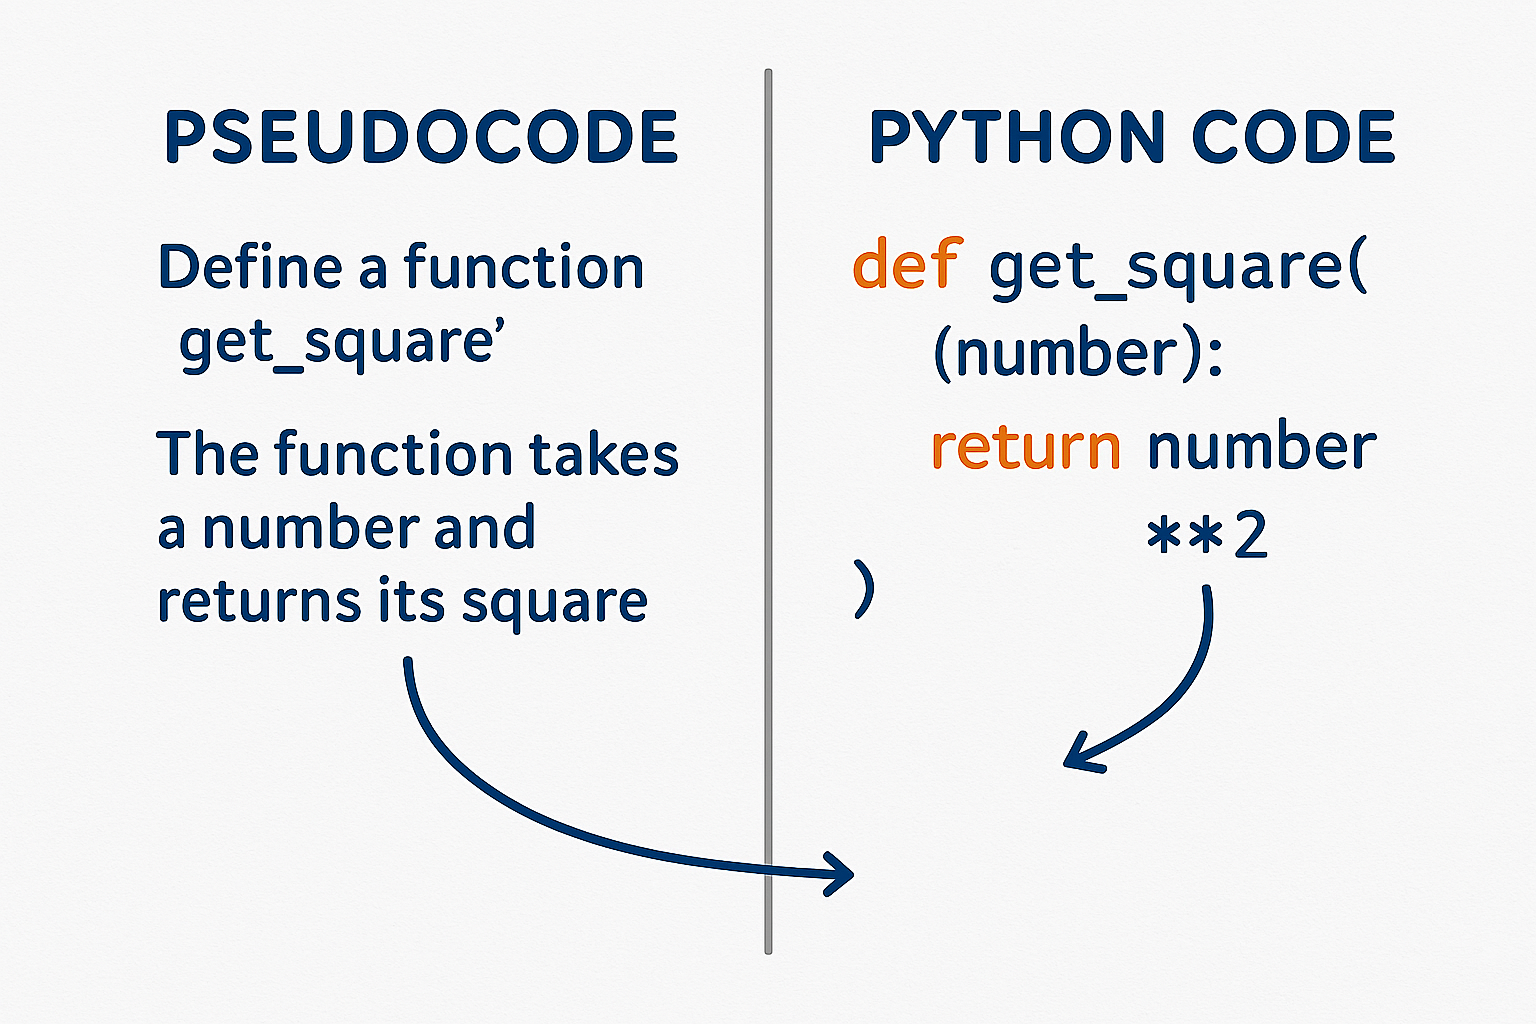 PSEUDOCODE
Define a function
get_square’
The function takes
a number and
returns its square
PYTHON CODE
def get_square(
(number):
return number
**2
)